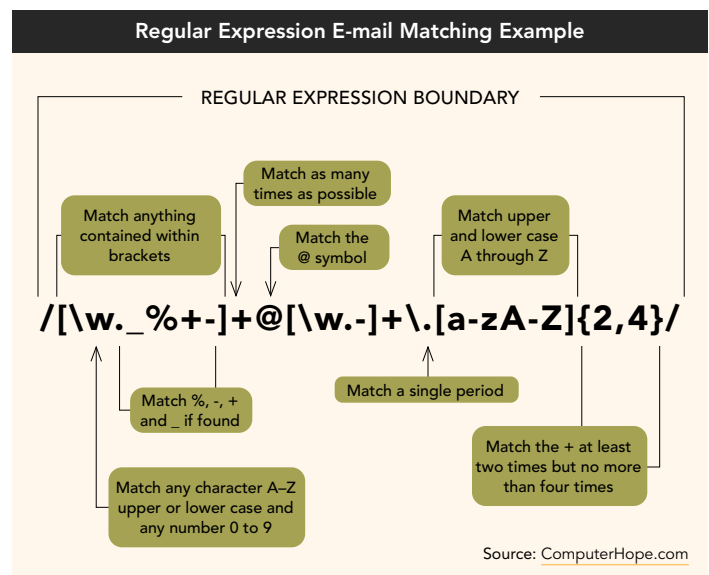 Regular Expression E-mail Matching Example
REGULAR EXPRESSION BOUNDARY
Match as many
times as possible
Match anything
contained within
brackets
Match the
@ symbol
Match upper
and lower case
A through Z
/[\w._%+-]+@[\w.-]+\.[a-zA-Z]{2,4}/
Match %, -, +
and _ if found
Match a single period
Match the + at least
two times but no more
than four times
Match any character A–Z
upper or lower case and
any number 0 to 9
Source: ComputerHope.com